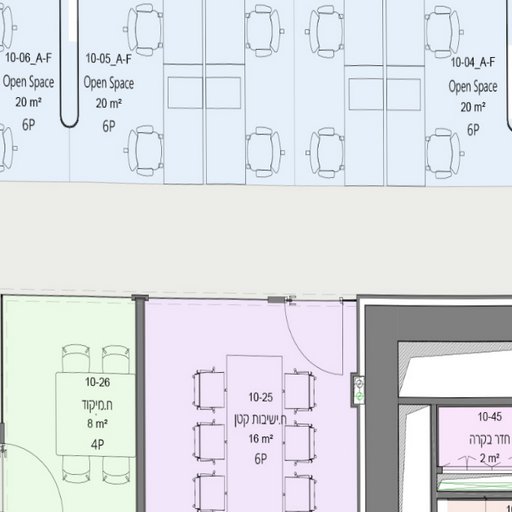 10-06_A-F
Open Space
20 m²
6P
10-05_A-F
Open Space
20 m²
6P
10-04_A-F
Open Space
20 m²
6P
10-26
ח.מיקוד
8 m²
4P
10-25
ח.ישיבות קטן
16 m²
6P
10-45
חדר בקרה
2 m²